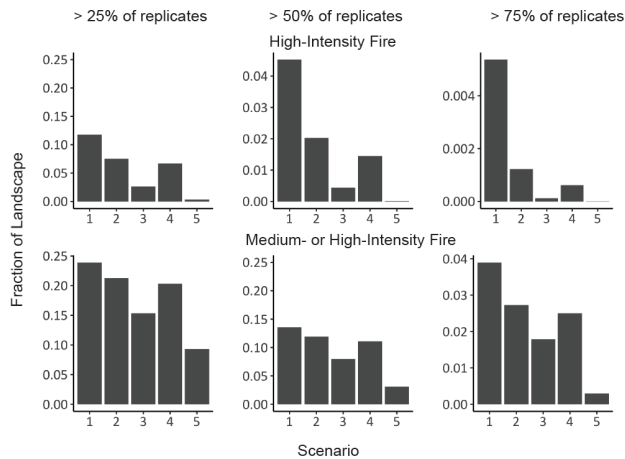 > 25% of replicates > 50% of replicates > 75% of replicates
High-Intensity Fire
0.25
0.20
0.15
0.10
0.05
0.00
1 2 3 4 5
0.04
0.03
0.02
0.01
0.00
1 2 3 4 5
0.004
0.002
0.000
1 2 3 4 5
Fraction of Landscape
Medium- or High-Intensity Fire
0.25
0.20
0.15
0.10
0.05
0.00
1 2 3 4 5
0.25
0.20
0.15
0.10
0.05
0.00
1 2 3 4 5
0.04
0.03
0.02
0.01
0.00
1 2 3 4 5
Scenario